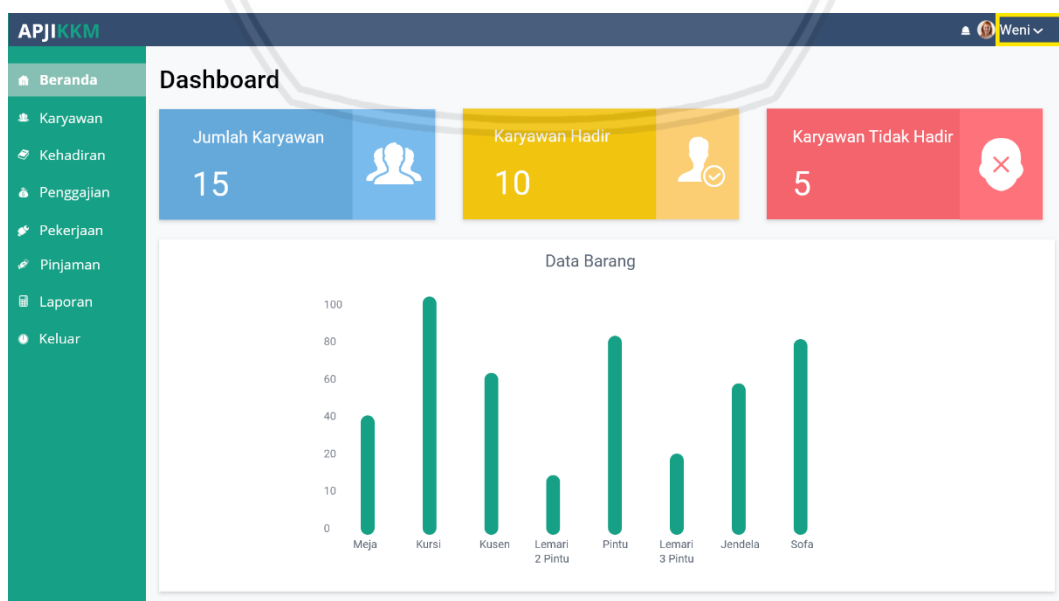 APJIKKM
Weni
Beranda
Karyawan
Kehadiran
Penggajian
Pekerjaan
Pinjaman
Laporan
Keluar
Dashboard
Jumlah Karyawan
15
Karyawan Hadir
10
Karyawan Tidak Hadir
5
Data Barang
100
80
60
40
20
10
0
Meja Kursi Kusen Lemari 2 Pintu Pintu Lemari 3 Pintu Jendela Sofa